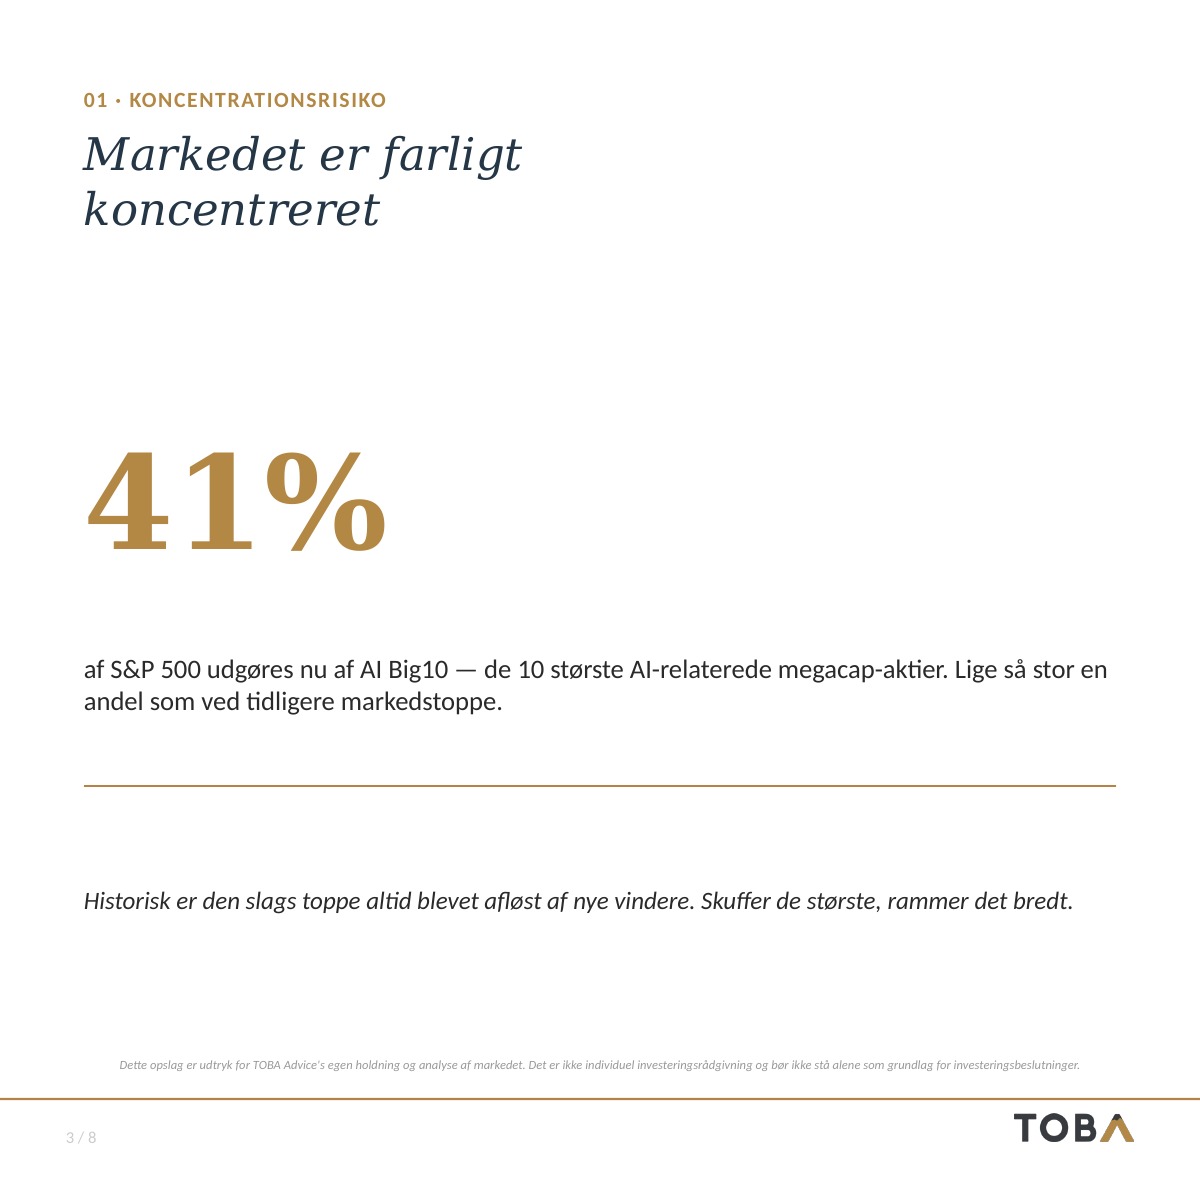 01 · KONCENTRATIONSRISIKO
Markedet er farligt
koncentreret
41%
af S&P 500 udgøres nu af AI Big10 — de 10 største AI-relaterede megacap-aktier. Lige så stor en
andel som ved tidligere markedstoppe.
Historisk er den slags toppe altid blevet afløst af nye vindere. Skuffer de største, rammer det bredt.
Dette opslag er udtryk for TOBA Advice's egen holdning og analyse af markedet. Det er ikke individuel investeringsrådgivning og bør ikke stå alene som grundlag for investeringsbeslutninger.
3 / 8
TOBA